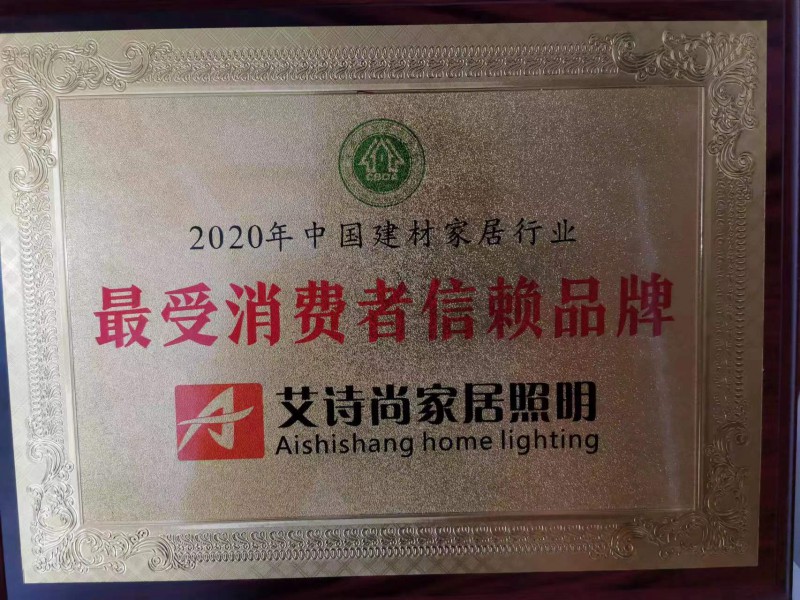 CBCIA
2020年中国建材家居行业
最受消费者信赖品牌
艾诗尚家居照明
Aishishang home lighting